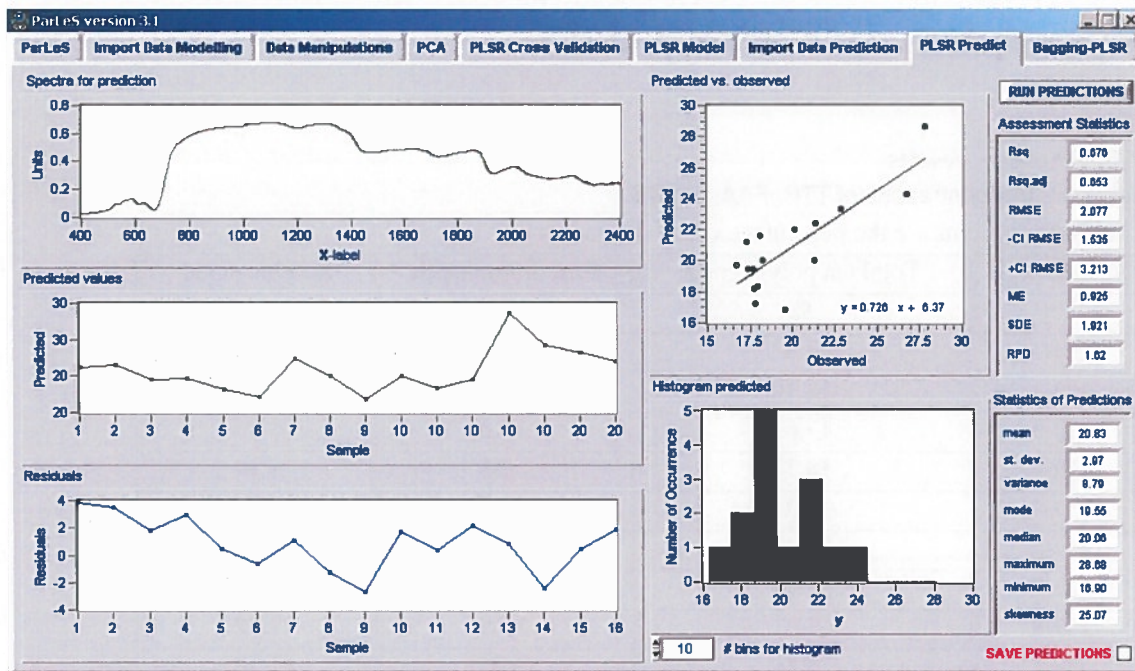 ParLeS version 3.1
ParLeS Import Data Modelling Data Manipulations PCA PLSR Cross Validation PLSR Model Import Data Prediction PLSR Predict Bagging-PLSR
Spectra for prediction
Units
0.8
0.6
0.4
0.2
0
400 600 800 1000 1200 1400 1600 1800 2000 2200 2400
X-label
Predicted values
Predicted
30
30
20
20
1 2 3 4 5 6 7 8 9 10 10 10 10 10 20 20
Sample
Residuals
Residuals
4
2
0
-2
-4
1 2 3 4 5 6 7 8 9 10 11 12 13 14 15 16
Sample
Predicted vs. observed
Predicted
30
28
26
24
22
20
18
16
y = 0.726 x + 6.37
15 17.5 20 22.5 25 27.5 30
Observed
Histogram predicted
Number of Occurrence
5
4
3
2
1
0
16 18 20 22 24 26 28 30
y
10 # bins for histogram
RUN PREDICTIONS
Assessment Statistics
Rsq 0.676
Rsq.adj 0.653
RMSE 2.077
-CI RMSE 1.535
+CI RMSE 3.213
ME 0.925
SDE 1.921
RPD 1.62
Statistics of Predictions
mean 20.83
st. dev. 2.97
variance 8.79
mode 19.55
median 20.06
maximum 28.68
minimum 16.90
skewness 25.07
SAVE PREDICTIONS